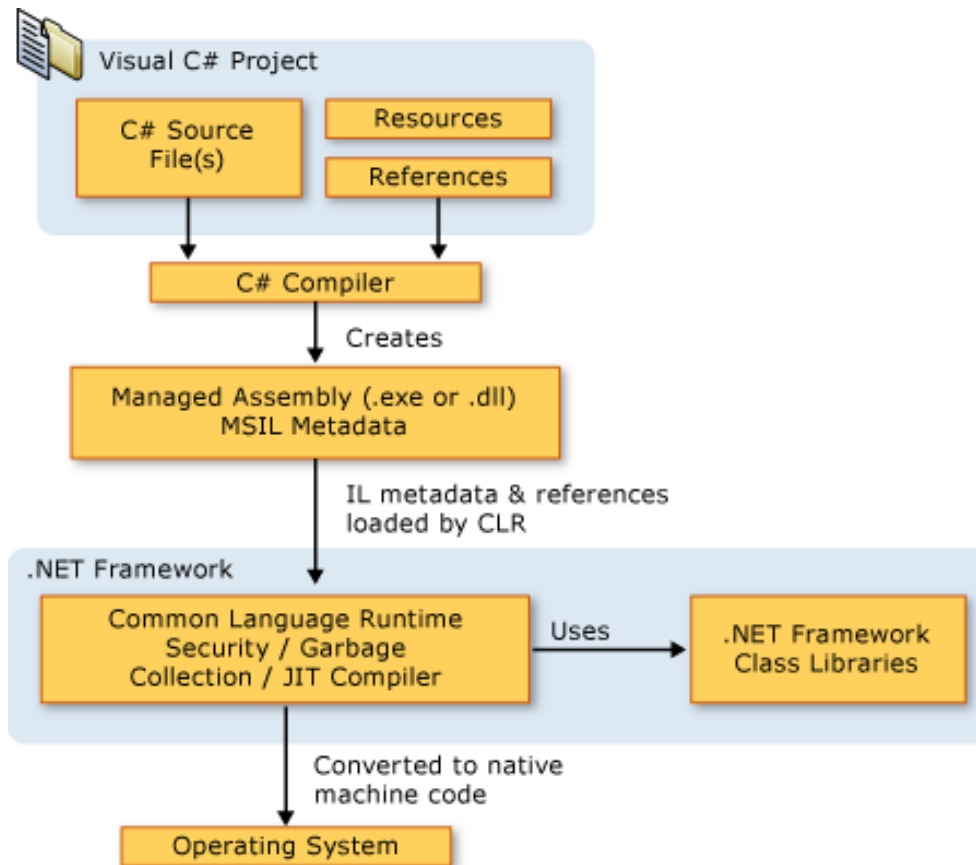 Visual C# Project
C# Source
File(s)
Resources
References
C# Compiler
Creates
Managed Assembly (.exe or .dll)
MSIL Metadata
IL metadata & references
loaded by CLR
.NET Framework
Common Language Runtime
Security / Garbage
Collection / JIT Compiler
Uses
.NET Framework
Class Libraries
Converted to native
machine code
Operating System